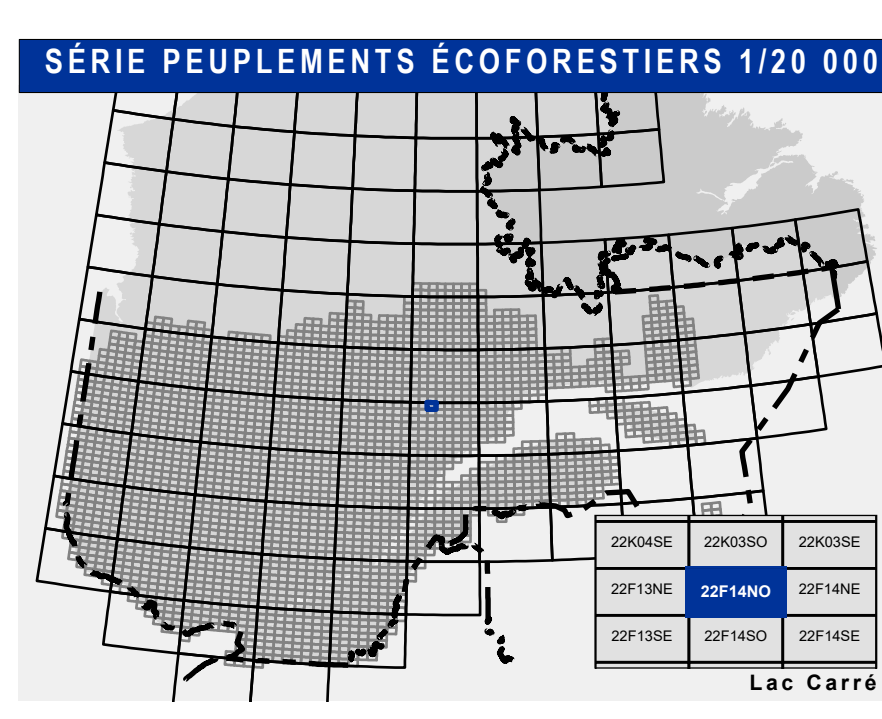 SÉRIE PEUPLEMENTS ÉCOFORESTIERS 1/20 000
22K04SE 22K03SO 22K03SE
22F13NE 22F14NO 22F14NE
22F13SE 22F14SO 22F14SE
Lac Carré